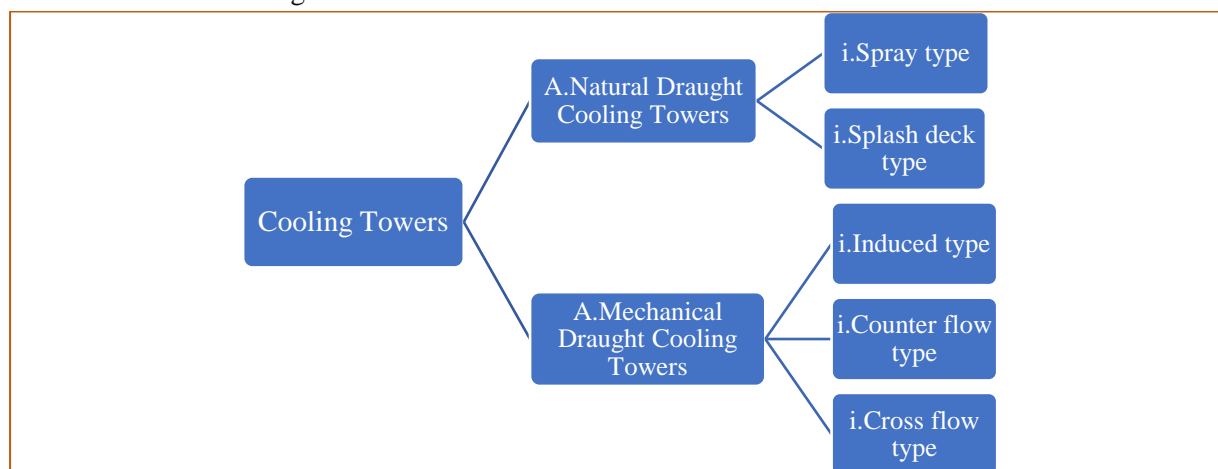 i.Spray type
A.Natural Draught
Cooling Towers
i.Splash deck
type
Cooling Towers
i.Induced type
A.Mechanical
Draught Cooling
Towers
i.Counter flow
type
i.Cross flow
type